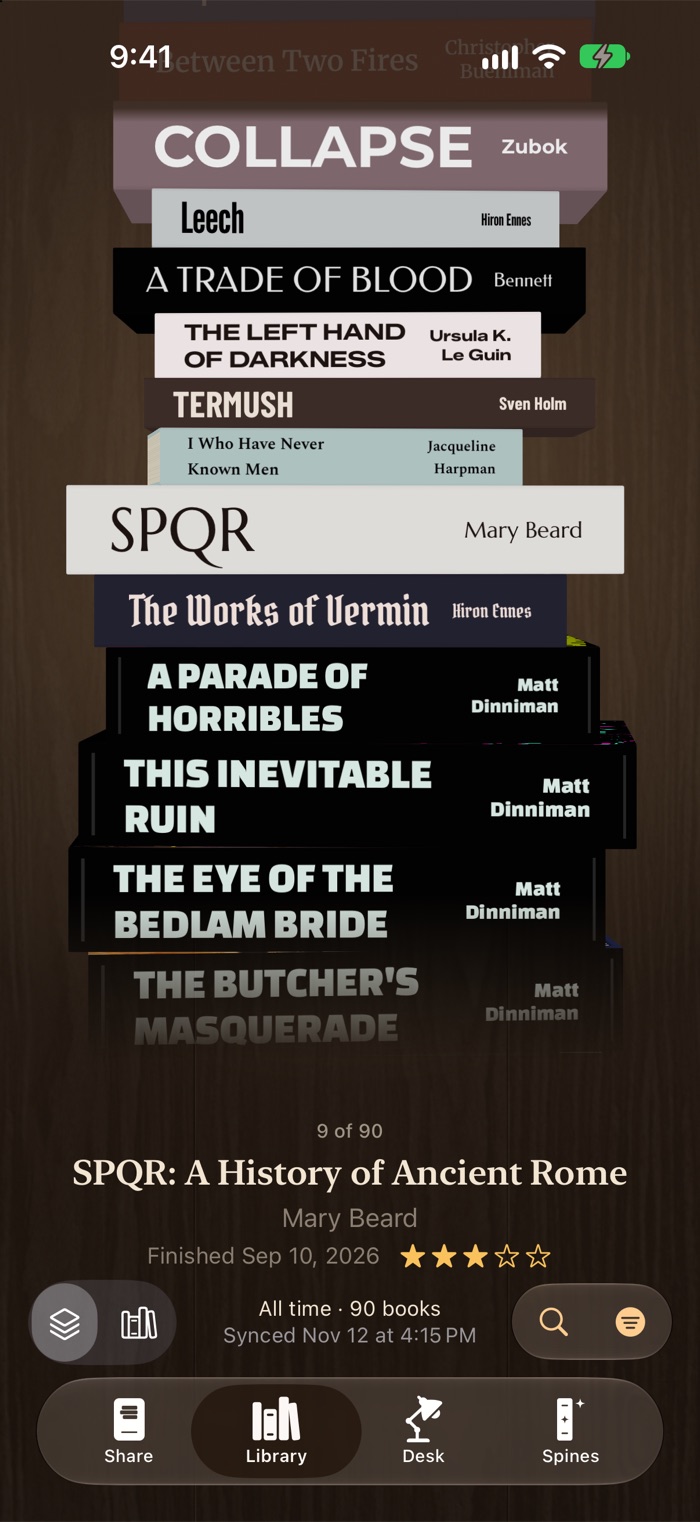 9:41
Between Two Fires
Christoph
Buehlman
COLLAPSE
Zubok
Leech
Hiron Ennes
A TRADE OF BLOOD
Bennett
THE LEFT HAND
OF DARKNESS
Ursula K.
Le Guin
TERMUSH
Sven Holm
I Who Have Never
Known Men
Jacqueline
Harpman
SPQR
Mary Beard
The Works of Vermin
Hiron Ennes
A PARADE OF
HORRIBLES
Matt
Dinniman
THIS INEVITABLE
RUIN
Matt
Dinniman
THE EYE OF THE
BEDLAM BRIDE
Matt
Dinniman
THE BUTCHER'S
MASQUERADE
Matt
Dinniman
9 of 90
SPQR: A History of Ancient Rome
Mary Beard
Finished Sep 10, 2026
All time · 90 books
Synced Nov 12 at 4:15 PM
Share
Library
Desk
Spines